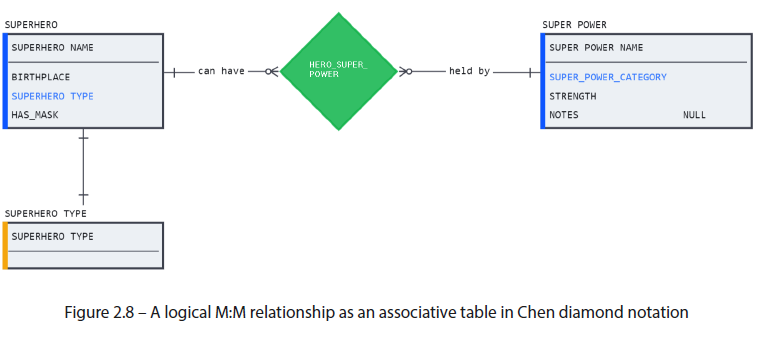 SUPERHERO
SUPERHERO NAME
BIRTHPLACE
SUPERHERO TYPE
HAS_MASK
can have
HERO_SUPER_
POWER
held by
SUPER POWER
SUPER POWER NAME
SUPER_POWER_CATEGORY
STRENGTH
NOTES NULL
SUPERHERO TYPE
SUPERHERO TYPE
Figure 2.8 – A logical M:M relationship as an associative table in Chen diamond notation